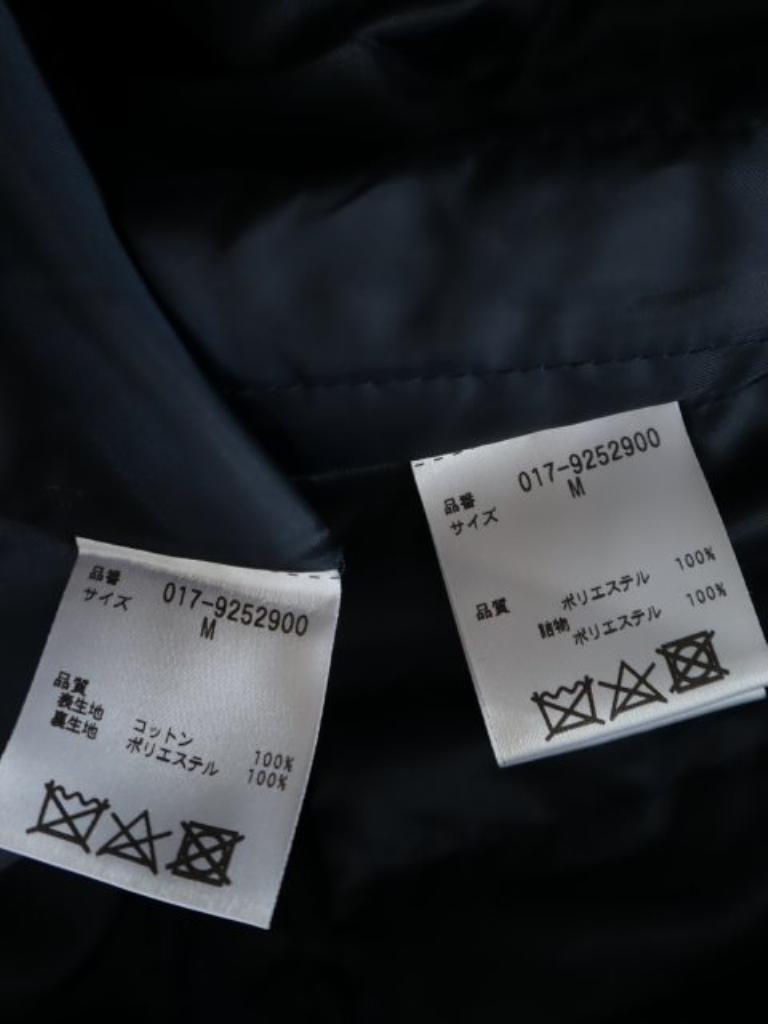 品番 017-9252900
サイズ M
品質
表生地 コットン 100%
裏生地 ポリエステル 100%
品番 017-9252900
サイズ M
品質 ポリエステル 100%
詰物 ポリエステル 100%